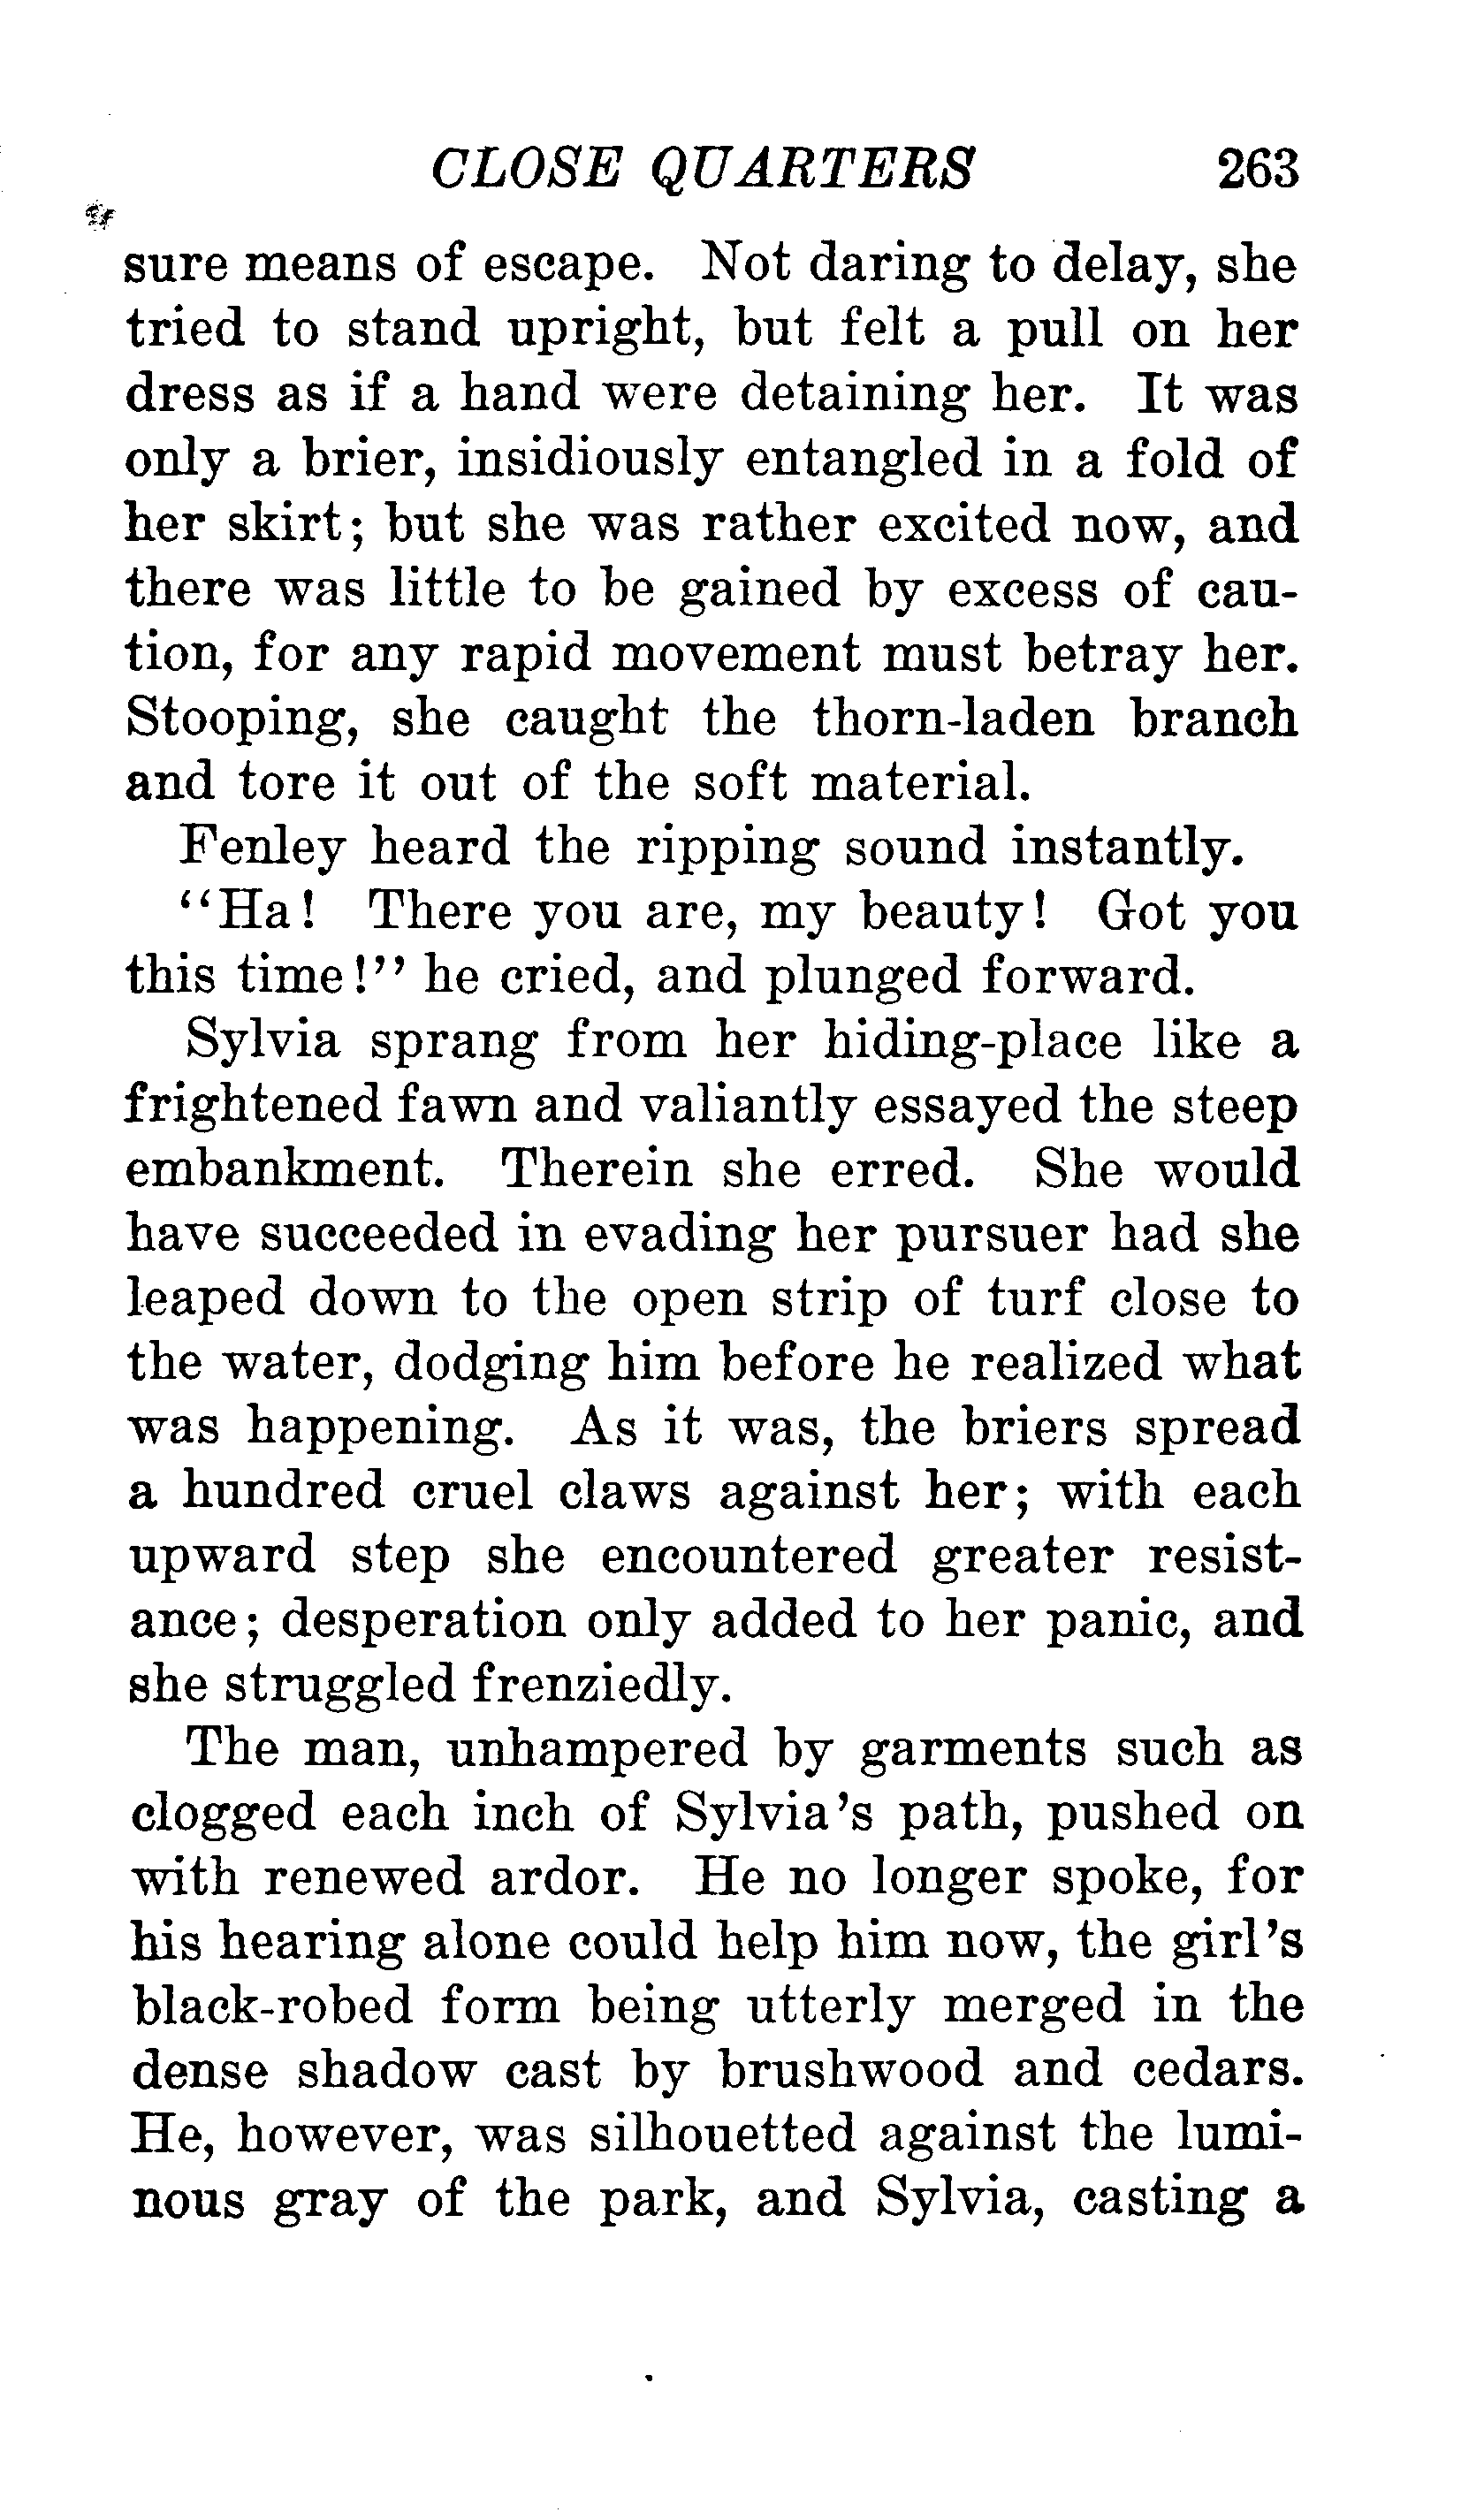 CLOSE QUARTERS 263
sure means of escape. Not daring to delay, she
tried to stand upright, but felt a pull on her
dress as if a hand were detaining her. It was
only a brier, insidiously entangled in a fold of
her skirt; but she was rather excited now, and
there was little to be gained by excess of cau-
tion, for any rapid movement must betray her.
Stooping, she caught the thorn-laden branch
and tore it out of the soft material.
Fenley heard the ripping sound instantly.
"Ha! There you are, my beauty! Got you
this time!" he cried, and plunged forward.
Sylvia sprang from her hiding-place like a
frightened fawn and valiantly essayed the steep
embankment. Therein she erred. She would
have succeeded in evading her pursuer had she
leaped down to the open strip of turf close to
the water, dodging him before he realized what
was happening. As it was, the briers spread
a hundred cruel claws against her; with each
upward step she encountered greater resist-
ance; desperation only added to her panic, and
she struggled frenziedly.
The man, unhampered by garments such as
clogged each inch of Sylvia's path, pushed on
with renewed ardor. He no longer spoke, for
his hearing alone could help him now, the girl's
black-robed form being utterly merged in the
dense shadow cast by brushwood and cedars.
He, however, was silhouetted against the lumi-
nous gray of the park, and Sylvia, casting a